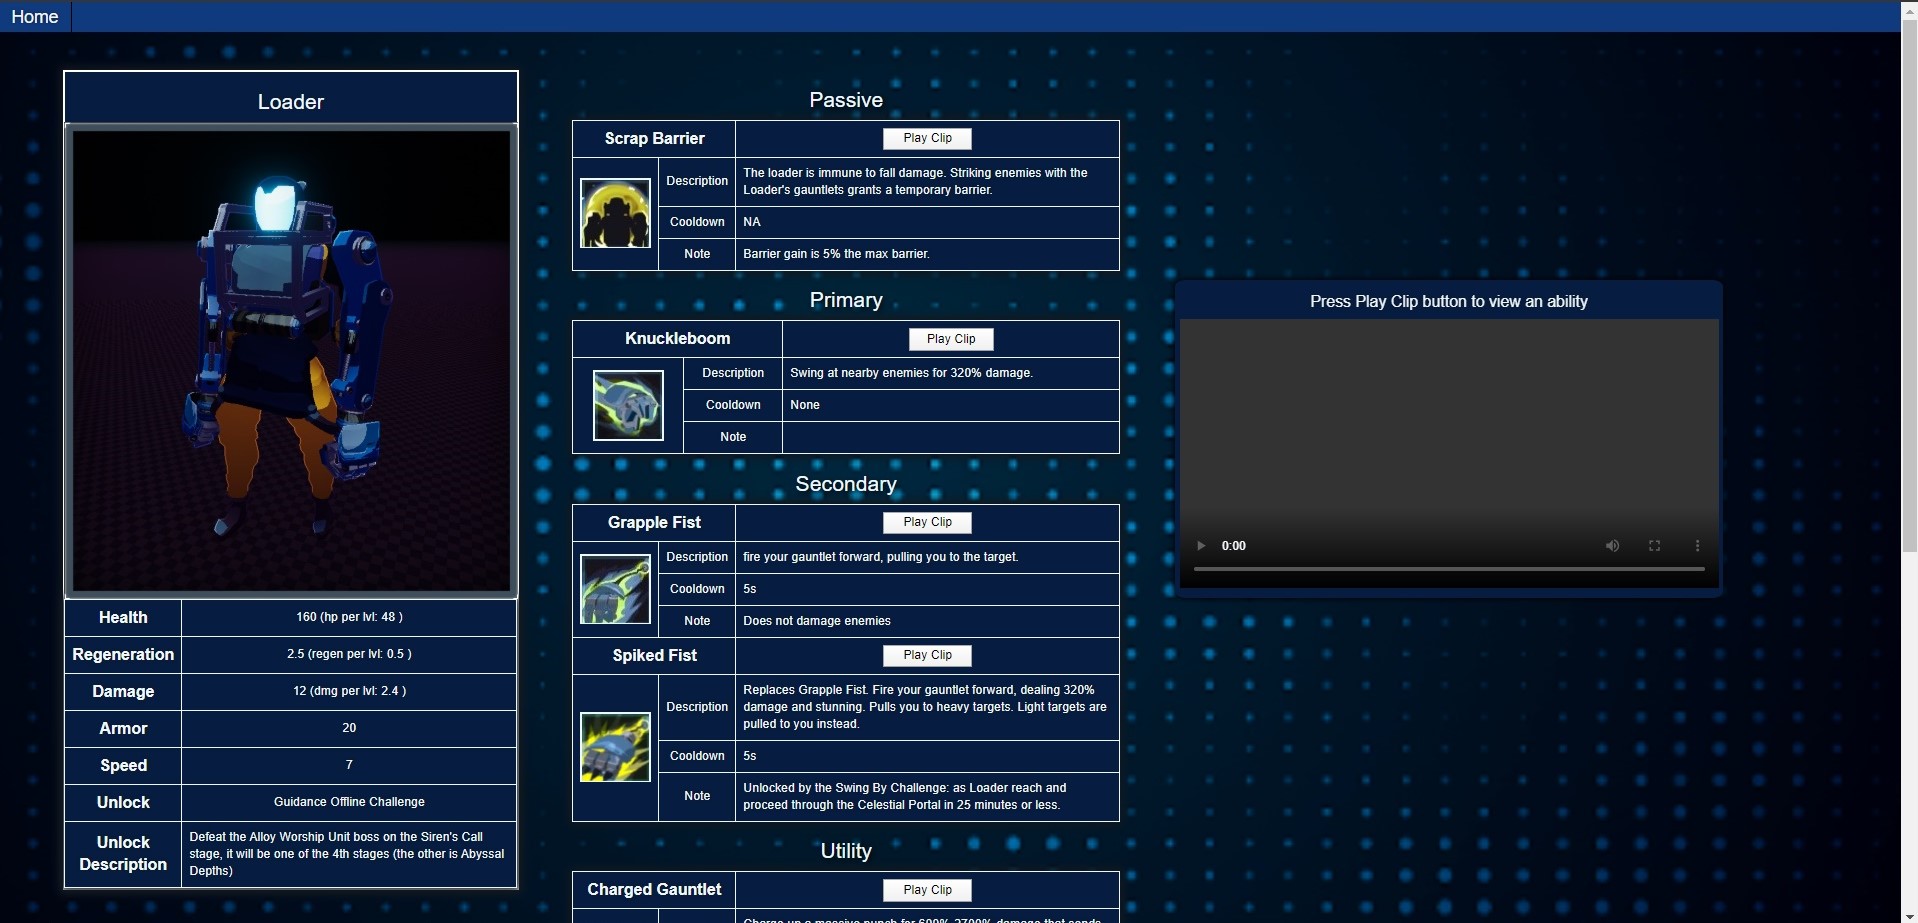 Home
Loader
Health
160 (hp per lvl: 48 )
Regeneration
2.5 (regen per lvl: 0.5 )
Damage
12 (dmg per lvl: 2.4 )
Armor
20
Speed
7
Unlock
Guidance Offline Challenge
Unlock
Description
Defeat the Alloy Worship Unit boss on the Siren's Call
stage, it will be one of the 4th stages (the other is Abyssal
Depths)
Passive
Scrap Barrier
Play Clip
Description
The loader is immune to fall damage. Striking enemies with the
Loader's gauntlets grants a temporary barrier.
Cooldown
NA
Note
Barrier gain is 5% the max barrier.
Primary
Knuckleboom
Play Clip
Description
Swing at nearby enemies for 320% damage.
Cooldown
None
Note
Secondary
Grapple Fist
Play Clip
Description
fire your gauntlet forward, pulling you to the target.
Cooldown
5s
Note
Does not damage enemies
Spiked Fist
Play Clip
Description
Replaces Grapple Fist. Fire your gauntlet forward, dealing 320%
damage and stunning. Pulls you to heavy targets. Light targets are
pulled to you instead.
Cooldown
5s
Note
Unlocked by the Swing By Challenge: as Loader reach and
proceed through the Celestial Portal in 25 minutes or less.
Utility
Charged Gauntlet
Play Clip
Charge up a massive punch for 600%-2700% damage that sends
Press Play Clip button to view an ability
0:00